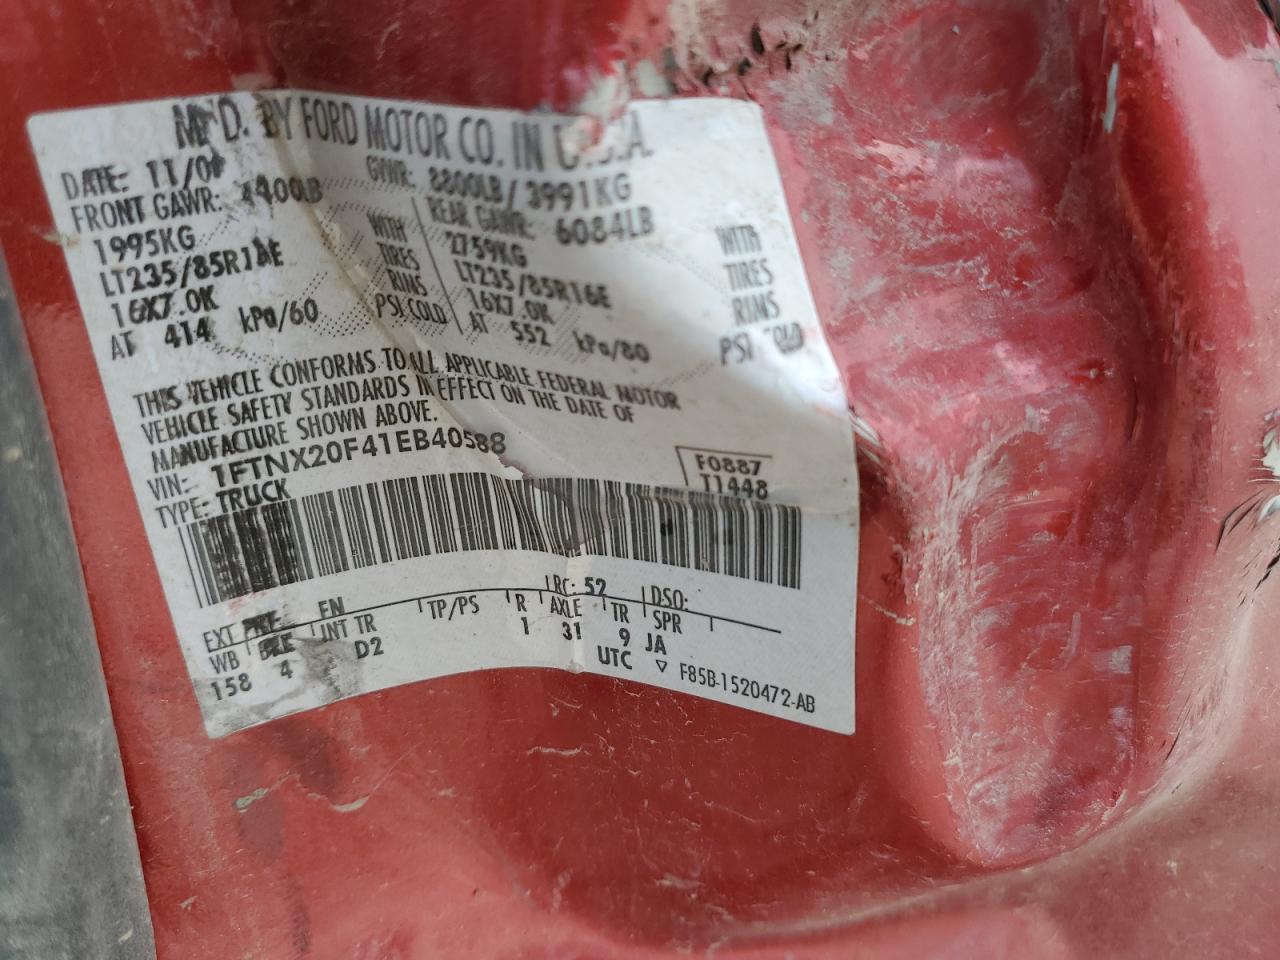 MFD. BY FORD MOTOR CO. IN U.S.A.
DATE: 11/0 GVWR: 8800LB/3991KG
FRONT GAWR: 4400LB REAR GAWR: 6084LB
1995KG WITH 2759KG WITH
LT235/85R16E TIRES LT235/85R16E TIRES
16X7.0K RIMS 16X7.0K RIMS
AT 414 kPa/60 PSI COLD AT 552 kPa/80 PSI COLD
THIS VEHICLE CONFORMS TO ALL APPLICABLE FEDERAL MOTOR
VEHICLE SAFETY STANDARDS IN EFFECT ON THE DATE OF
MANUFACTURE SHOWN ABOVE.
VIN: 1FTNX20F41EB40588
TYPE: TRUCK
F0887
T1448
EXT PNT: FN RC: 52 DSO:
WB BRK INT TR TP/PS R AXLE TR SPR
158 4 D2 1 31 9 JA
UTC ▽ F85B-1520472-AB